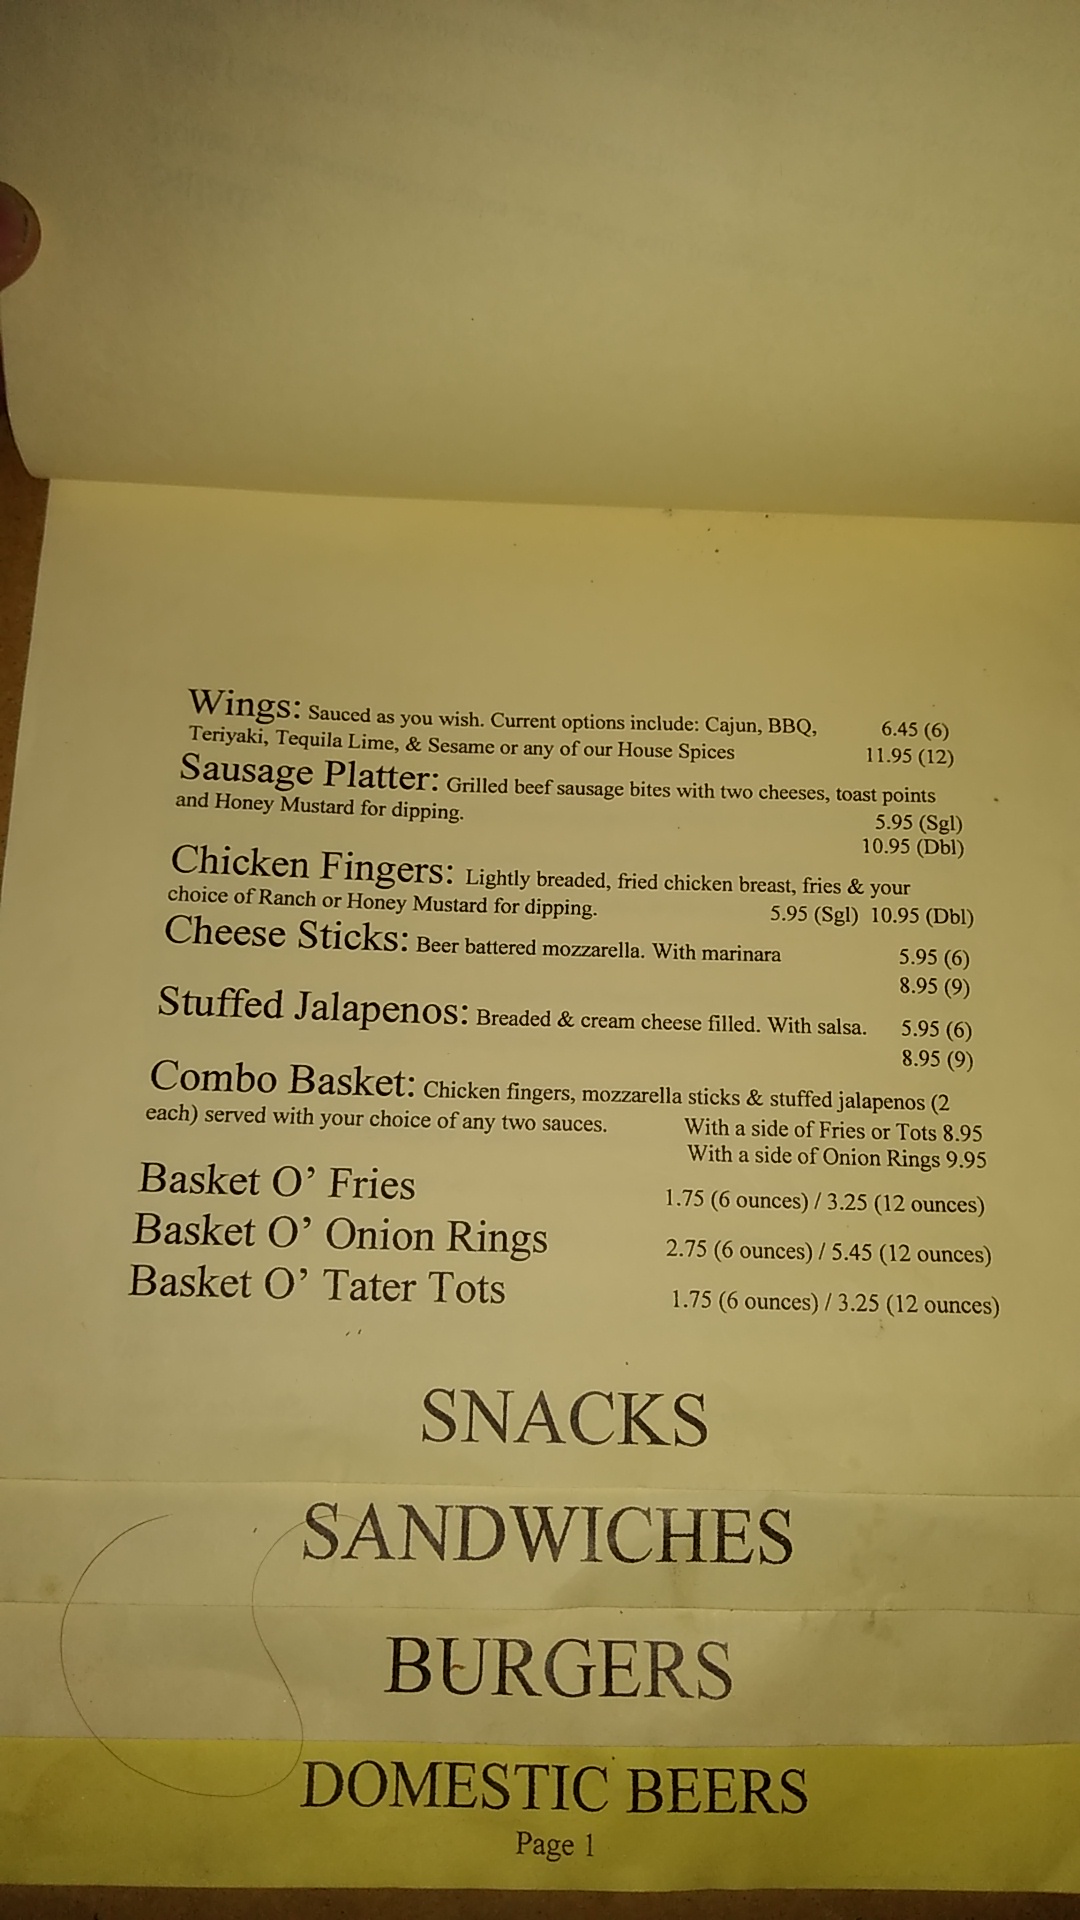 Wings: Sauced as you wish. Current options include: Cajun, BBQ, 6.45 (6)
Teriyaki, Tequila Lime, & Sesame or any of our House Spices 11.95 (12)
Sausage Platter: Grilled beef sausage bites with two cheeses, toast points
and Honey Mustard for dipping. 5.95 (Sgl)
10.95 (Dbl)
Chicken Fingers: Lightly breaded, fried chicken breast, fries & your
choice of Ranch or Honey Mustard for dipping. 5.95 (Sgl) 10.95 (Dbl)
Cheese Sticks: Beer battered mozzarella. With marinara 5.95 (6)
8.95 (9)
Stuffed Jalapenos: Breaded & cream cheese filled. With salsa. 5.95 (6)
8.95 (9)
Combo Basket: Chicken fingers, mozzarella sticks & stuffed jalapenos (2
each) served with your choice of any two sauces. With a side of Fries or Tots 8.95
With a side of Onion Rings 9.95
Basket O' Fries 1.75 (6 ounces) / 3.25 (12 ounces)
Basket O' Onion Rings 2.75 (6 ounces) / 5.45 (12 ounces)
Basket O' Tater Tots 1.75 (6 ounces) / 3.25 (12 ounces)
SNACKS
SANDWICHES
BURGERS
DOMESTIC BEERS
Page 1